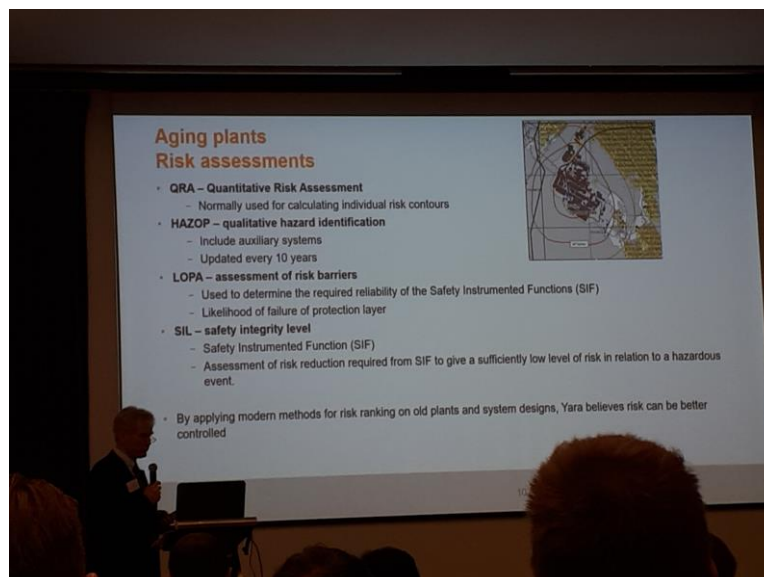 Aging plants
Risk assessments
• QRA – Quantitative Risk Assessment
– Normally used for calculating individual risk contours
• HAZOP – qualitative hazard identification
– Include auxiliary systems
– Updated every 10 years
• LOPA – assessment of risk barriers
– Used to determine the required reliability of the Safety Instrumented Functions (SIF)
– Likelihood of failure of protection layer
• SIL – safety integrity level
– Safety Instrumented Function (SIF)
– Assessment of risk reduction required from SIF to give a sufficiently low level of risk in relation to a hazardous
event.
• By applying modern methods for risk ranking on old plants and system designs, Yara believes risk can be better
controlled
10